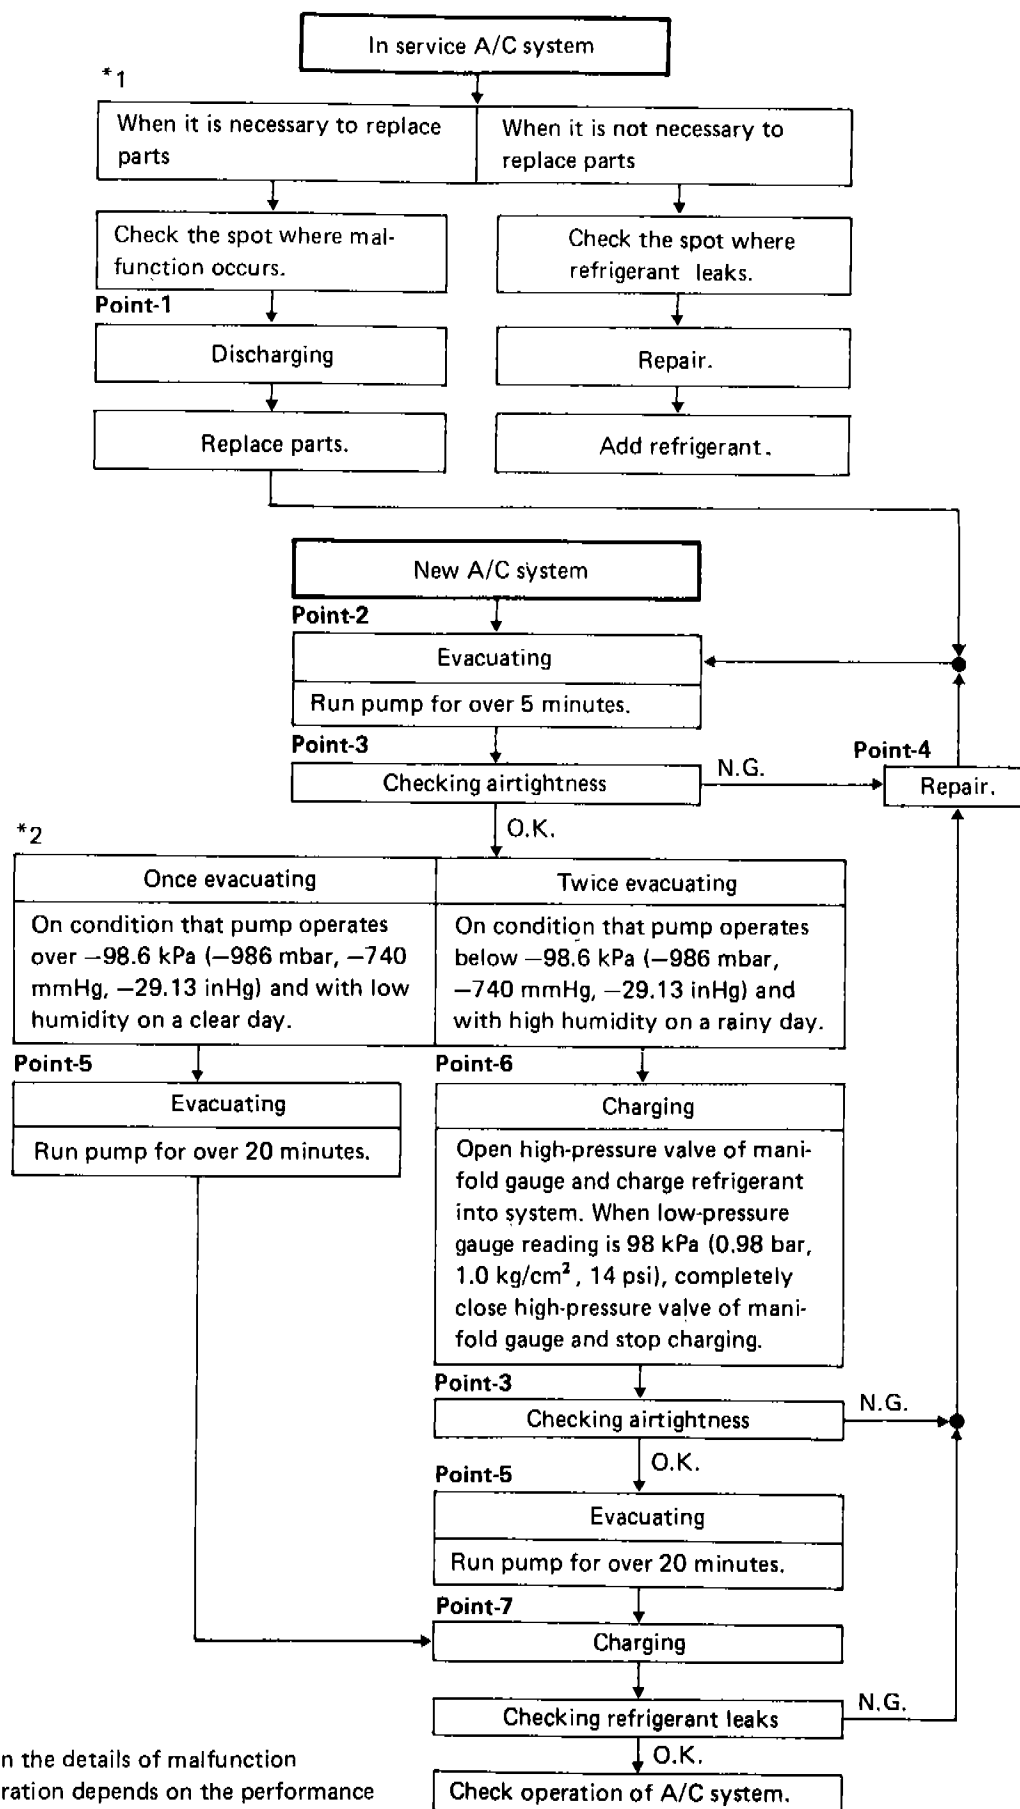 In service A/C system
*1
When it is necessary to replace
parts
When it is not necessary to
replace parts
Check the spot where mal-
function occurs.
Check the spot where
refrigerant leaks.
Point-1
Discharging
Repair.
Replace parts.
Add refrigerant.
New A/C system
Point-2
Evacuating
Run pump for over 5 minutes.
Point-3
Checking airtightness
N.G.
Point-4
Repair.
O.K.
*2
Once evacuating
On condition that pump operates
over −98.6 kPa (−986 mbar, −740
mmHg, −29.13 inHg) and with low
humidity on a clear day.
Twice evacuating
On condition that pump operates
below −98.6 kPa (−986 mbar,
−740 mmHg, −29.13 inHg) and
with high humidity on a rainy day.
Point-5
Evacuating
Run pump for over 20 minutes.
Point-6
Charging
Open high-pressure valve of mani-
fold gauge and charge refrigerant
into system. When low-pressure
gauge reading is 98 kPa (0.98 bar,
1.0 kg/cm², 14 psi), completely
close high-pressure valve of mani-
fold gauge and stop charging.
Point-3
Checking airtightness
N.G.
O.K.
Point-5
Evacuating
Run pump for over 20 minutes.
Point-7
Charging
Checking refrigerant leaks
N.G.
O.K.
Check operation of A/C system.
n the details of malfunction
ration depends on the performance